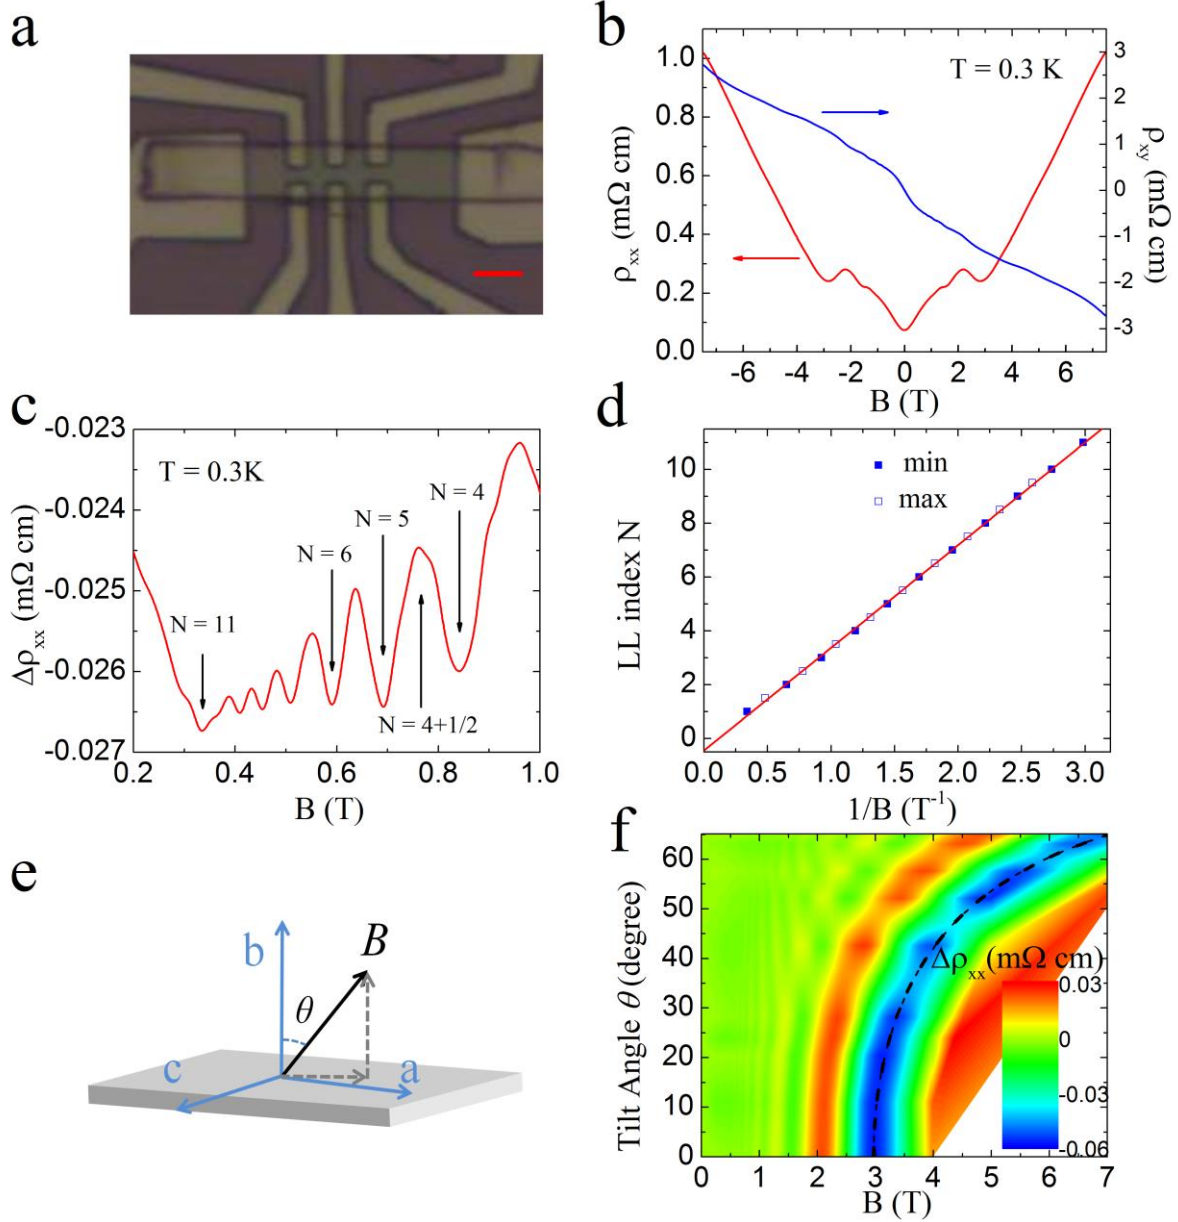 a
b
1.0
0.8
0.6
0.4
0.2
0.0
ρxx (mΩ cm)
T = 0.3 K
3
2
1
0
-1
-2
-3
ρxy (mΩ cm)
-6 -4 -2 0 2 4 6
B (T)
c
-0.023
-0.024
-0.025
-0.026
-0.027
Δρxx (mΩ cm)
T = 0.3K
N = 4
N = 5
N = 6
N = 11
N = 4+1/2
0.2 0.4 0.6 0.8 1.0
B (T)
d
10
8
6
4
2
0
LL index N
min
max
0.0 0.5 1.0 1.5 2.0 2.5 3.0
1/B (T⁻¹)
e
b
B
θ
c
a
f
60
50
40
30
20
10
0
Tilt Angle θ (degree)
Δρxx(mΩ cm)
0.03
0
-0.03
-0.06
0 1 2 3 4 5 6 7
B (T)